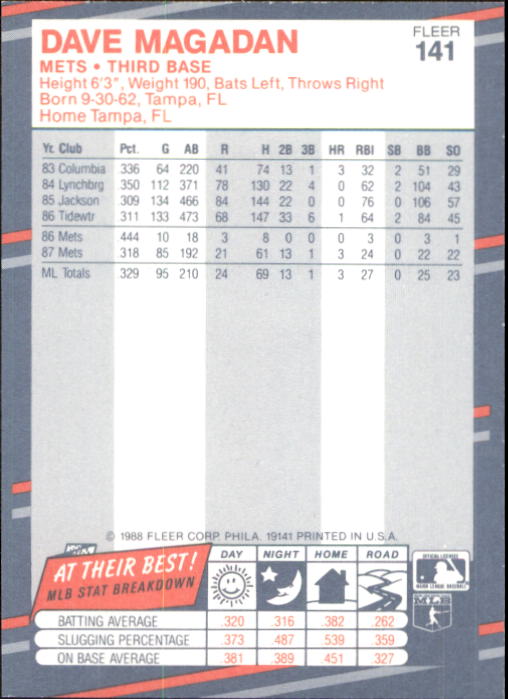 DAVE MAGADAN
FLEER
141
METS • THIRD BASE
Height 6'3", Weight 190, Bats Left, Throws Right
Born 9-30-62, Tampa, FL
Home Tampa, FL
Yr. Club Pct. G AB R H 2B 3B HR RBI SB BB SO
83 Columbia 336 64 220 41 74 13 1 3 32 2 51 29
84 Lynchbrg 350 112 371 78 130 22 4 0 62 2 104 43
85 Jackson 309 134 466 84 144 22 0 0 76 0 106 57
86 Tidewtr 311 133 473 68 147 33 6 1 64 2 84 45
86 Mets 444 10 18 3 8 0 0 0 3 0 3 1
87 Mets 318 85 192 21 61 13 1 3 24 0 22 22
ML Totals 329 95 210 24 69 13 1 3 27 0 25 23
© 1988 FLEER CORP. PHILA. 19141 PRINTED IN U.S.A.
AT THEIR BEST!
MLB STAT BREAKDOWN
DAY NIGHT HOME ROAD
OFFICIAL LICENSEE
MAJOR LEAGUE BASEBALL
BATTING AVERAGE .320 .316 .382 .262
SLUGGING PERCENTAGE .373 .487 .539 .359
ON BASE AVERAGE .381 .389 .451 .327